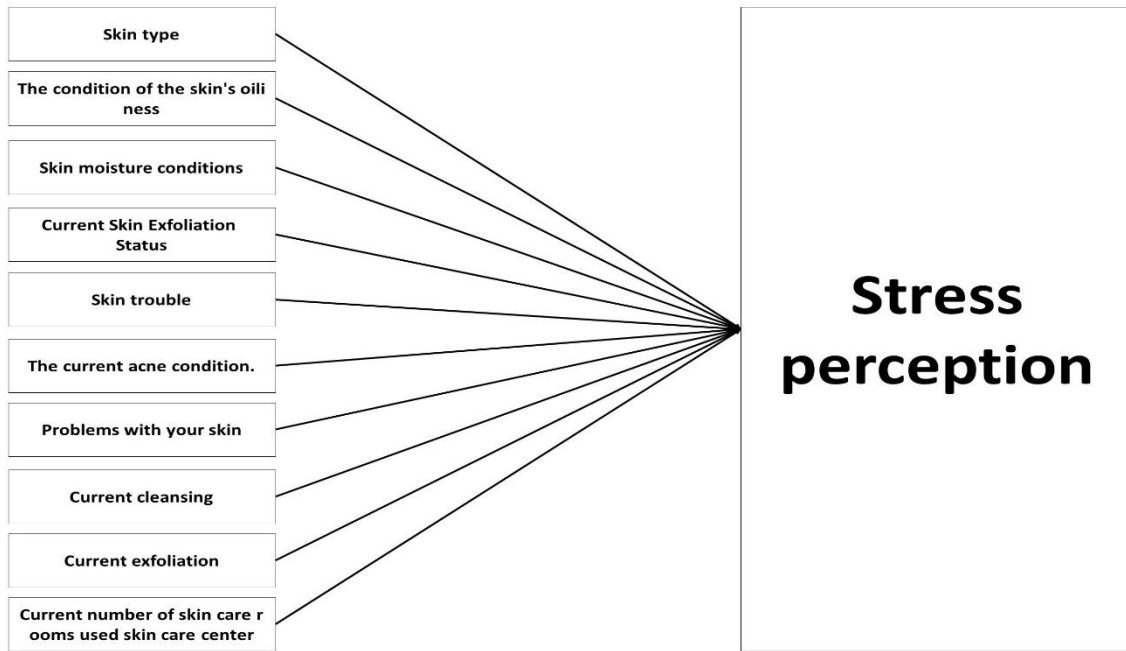 Skin type
The condition of the skin's oili
ness
Skin moisture conditions
Current Skin Exfoliation
Status
Skin trouble
The current acne condition.
Problems with your skin
Current cleansing
Current exfoliation
Current number of skin care r
ooms used skin care center
Stress
perception